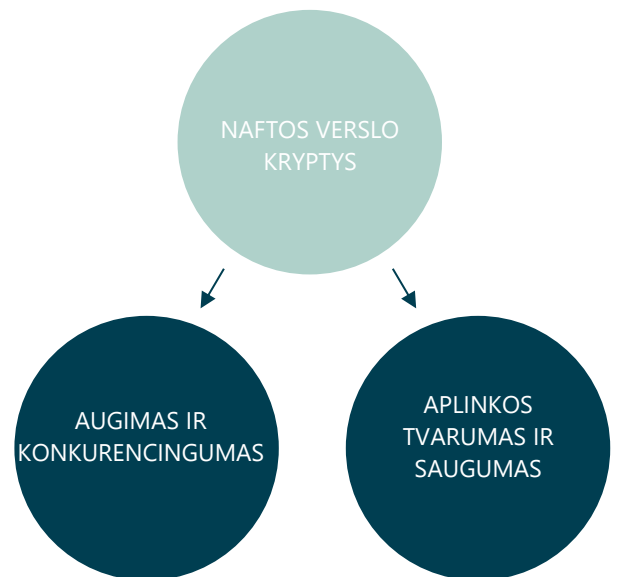 NAFTOS VERSLO
KRYPTYS
AUGIMAS IR
KONKURENCINGUMAS
APLINKOS
TVARUMAS IR
SAUGUMAS